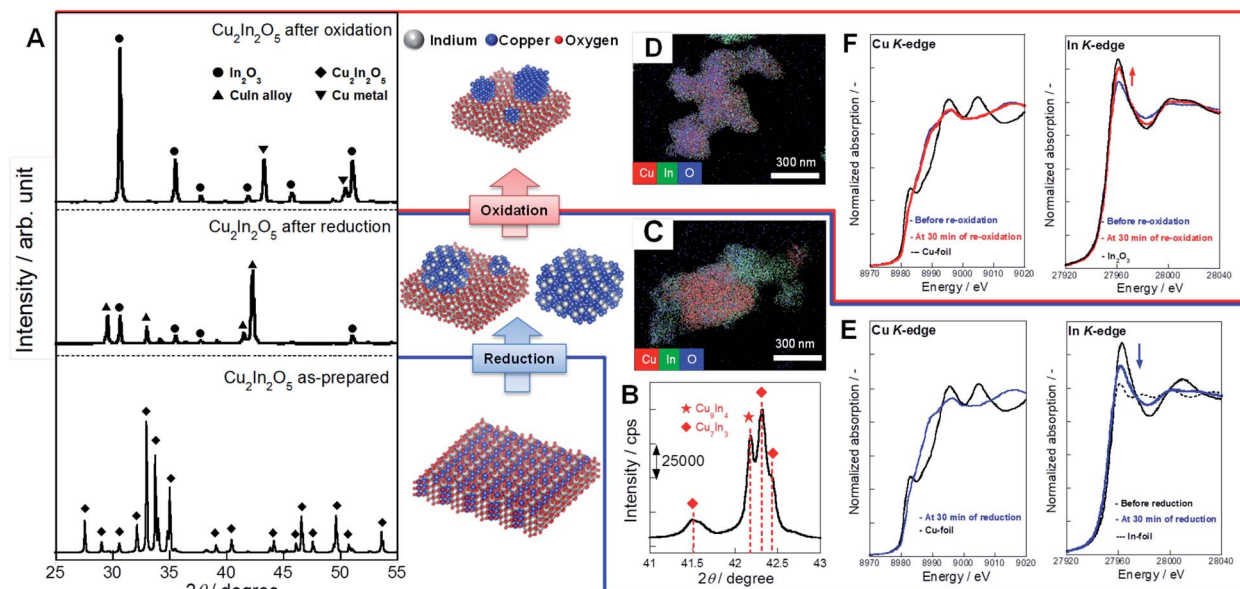 A
Cu2In2O5 after oxidation
● In2O3
◆ Cu2In2O5
▲ CuIn alloy
▼ Cu metal
Cu2In2O5 after reduction
Cu2In2O5 as-prepared
Intensity / arb. unit
25 30 35 40 45 50 55
2θ / degree
Indium Copper Oxygen
Oxidation
Reduction
D
Cu In O
300 nm
C
Cu In O
300 nm
B
★ Cu9In4
◆ Cu7In3
25000
Intensity / cps
41 41.5 42 42.5 43
2θ / degree
F
Cu K-edge
Normalized absorption / -
- Before re-oxidation
- At 30 min of re-oxidation
--- Cu-foil
8970 8980 8990 9000 9010 9020
Energy / eV
In K-edge
Normalized absorption / -
- Before re-oxidation
- At 30 min of re-oxidation
- In2O3
27920 27960 28000 28040
Energy / eV
E
Cu K-edge
Normalized absorption / -
- At 30 min of reduction
- Cu-foil
8970 8980 8990 9000 9010 9020
Energy / eV
In K-edge
Normalized absorption / -
- Before reduction
- At 30 min of reduction
--- In-foil
27920 27960 28000 28040
Energy / eV